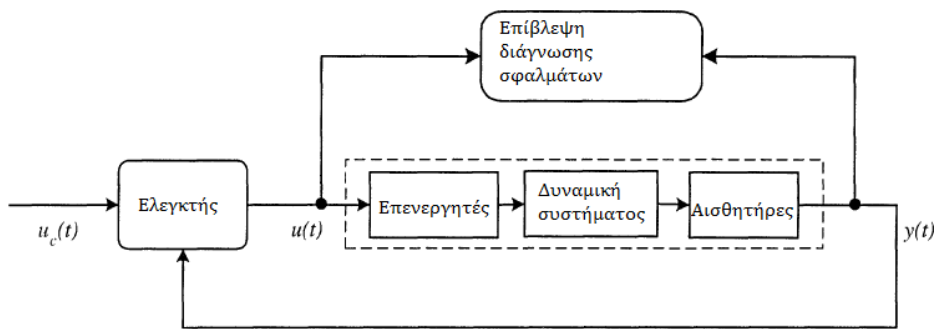 Επίβλεψη
διάγνωσης
σφαλμάτων
Ελεγκτής
Επενεργητές
Δυναμική
συστήματος
Αισθητήρες
u_c(t)
u(t)
y(t)